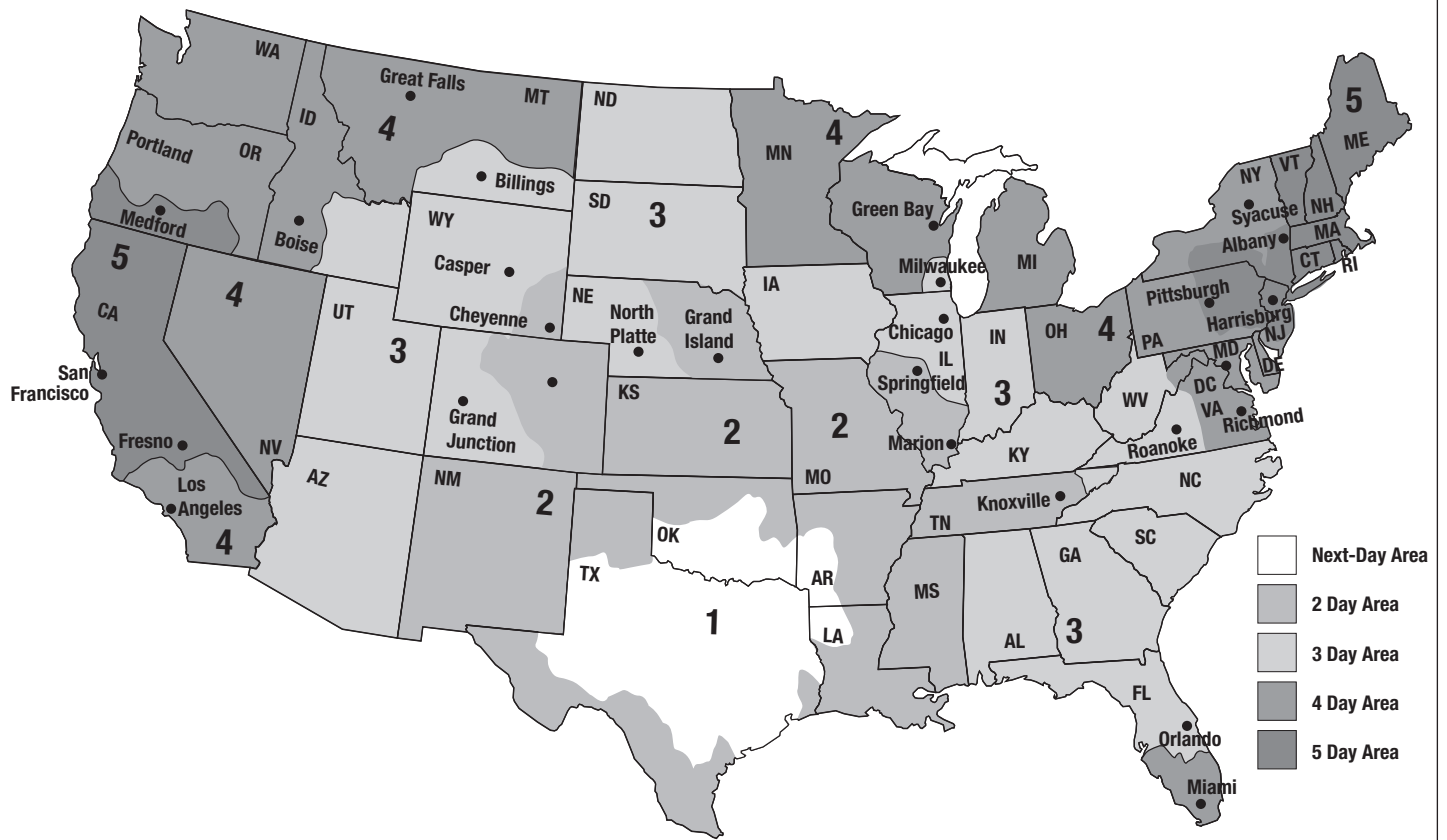 WA
Great Falls
MT
4
ID
Portland
OR
Medford
Boise
Billings
ND
SD
3
WY
Casper
Cheyenne
5
CA
4
NV
San
Francisco
Fresno
Los
Angeles
4
UT
3
Grand
Junction
AZ
NM
2
NE
North
Platte
Grand
Island
KS
2
MN
4
Green Bay
Milwaukee
MI
IA
Chicago
IL
Springfield
Marion
2
MO
IN
3
OH
4
KY
WV
TN
Knoxville
OK
TX
1
AR
LA
MS
AL
GA
3
SC
NC
FL
Orlando
Miami
VA
Roanoke
Richmond
DC
MD
DE
NJ
PA
Pittsburgh
Harrisburg
NY
Syacuse
Albany
VT
NH
5
ME
MA
CT
RI
Next-Day Area
2 Day Area
3 Day Area
4 Day Area
5 Day Area